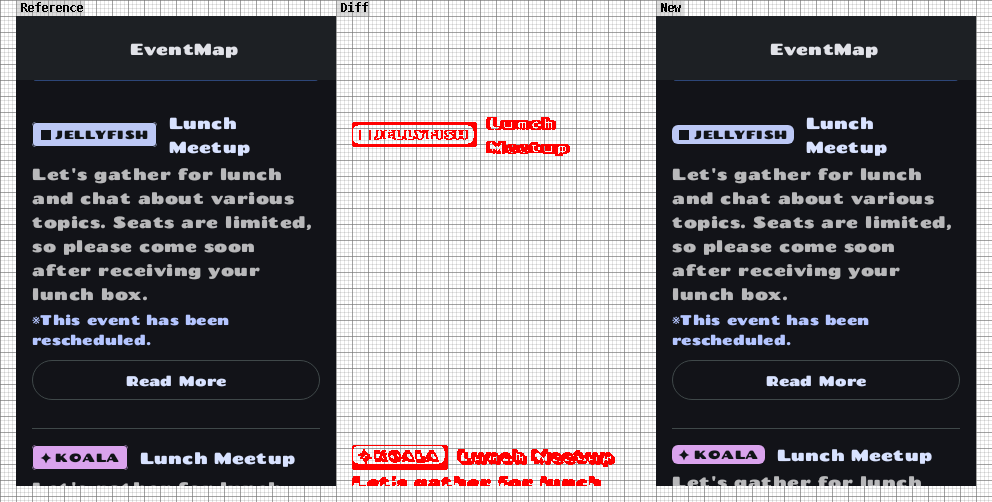 Reference
Diff
New
EventMap
JELLYFISH
Lunch
Meetup
Let's gather for lunch
and chat about various
topics. Seats are limited,
so please come soon
after receiving your
lunch box.
※This event has been
rescheduled.
Read More
KOALA Lunch Meetup
Let's gather for lunch
JELLYFISH
Lunch
Meetup
KOALA Lunch Meetup
Let's gather for lunch
EventMap
JELLYFISH
Lunch
Meetup
Let's gather for lunch
and chat about various
topics. Seats are limited,
so please come soon
after receiving your
lunch box.
※This event has been
rescheduled.
Read More
KOALA Lunch Meetup
Let's gather for lunch